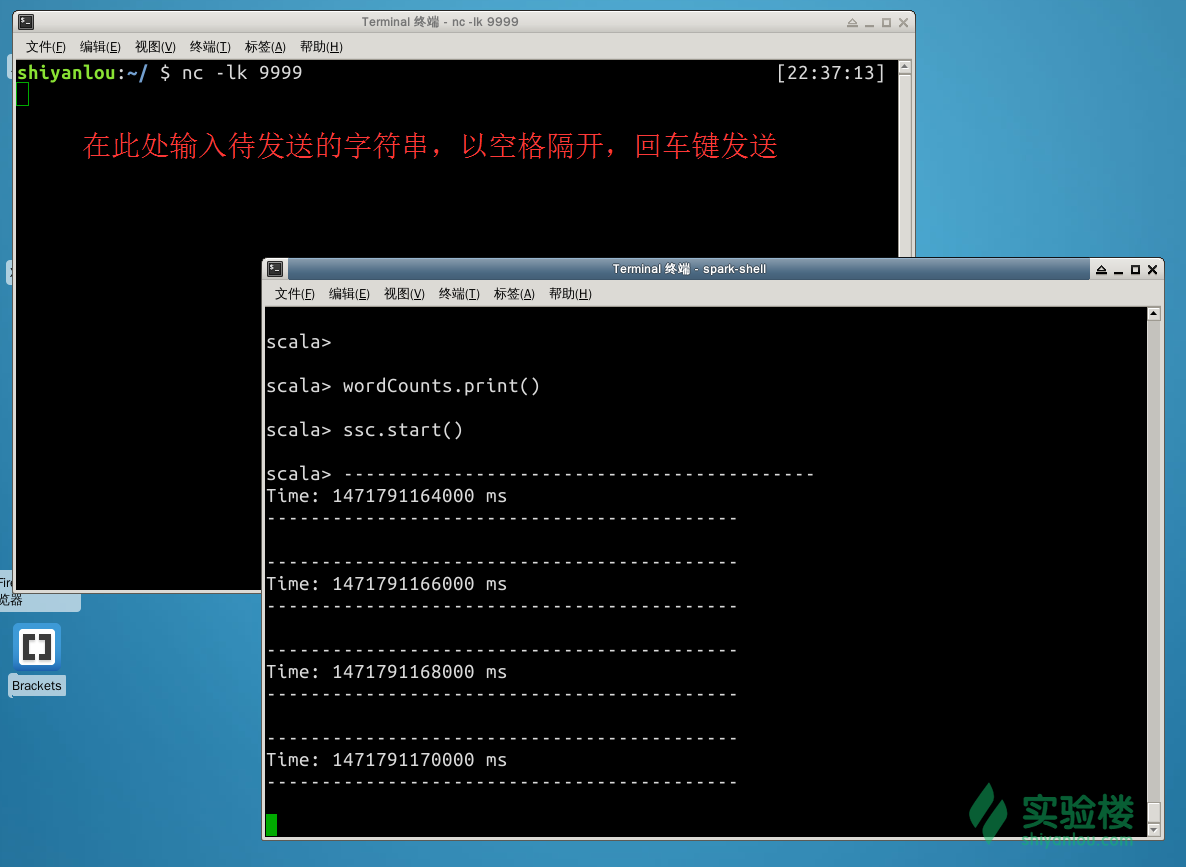 Terminal 终端 - nc -lk 9999
文件(F) 编辑(E) 视图(V) 终端(T) 标签(A) 帮助(H)
shiyanlou:~/ $ nc -lk 9999 [22:37:13]
在此处输入待发送的字符串，以空格隔开，回车键发送
Terminal 终端 - spark-shell
文件(F) 编辑(E) 视图(V) 终端(T) 标签(A) 帮助(H)
scala>
scala> wordCounts.print()
scala> ssc.start()
scala> -------------------------------------------
Time: 1471791164000 ms
-------------------------------------------
-------------------------------------------
Time: 1471791166000 ms
-------------------------------------------
-------------------------------------------
Time: 1471791168000 ms
-------------------------------------------
-------------------------------------------
Time: 1471791170000 ms
-------------------------------------------
Fire
览器
Brackets
实验楼
shiyanlou.com